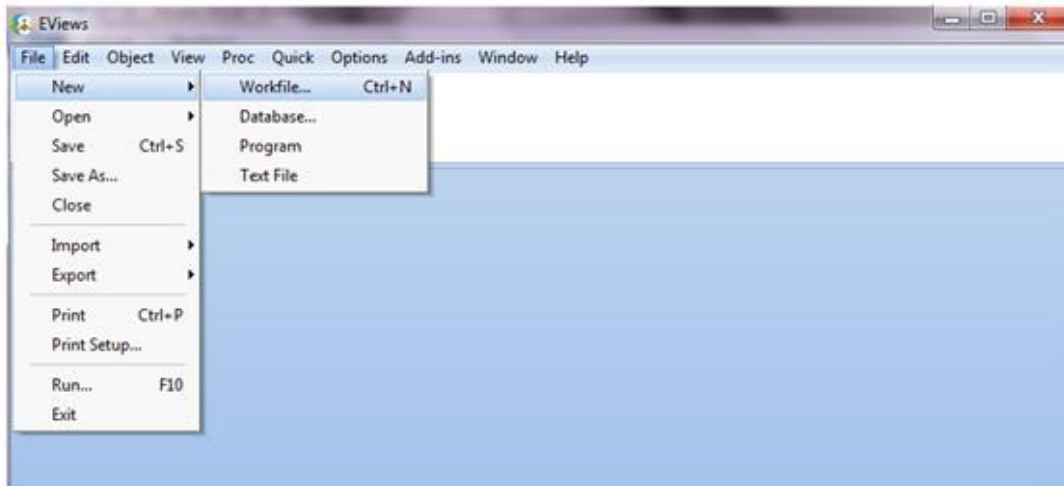 EViews
File Edit Object View Proc Quick Options Add-ins Window Help
New
Open
Save Ctrl+S
Save As...
Close
Import
Export
Print Ctrl+P
Print Setup...
Run... F10
Exit
Workfile... Ctrl+N
Database...
Program
Text File